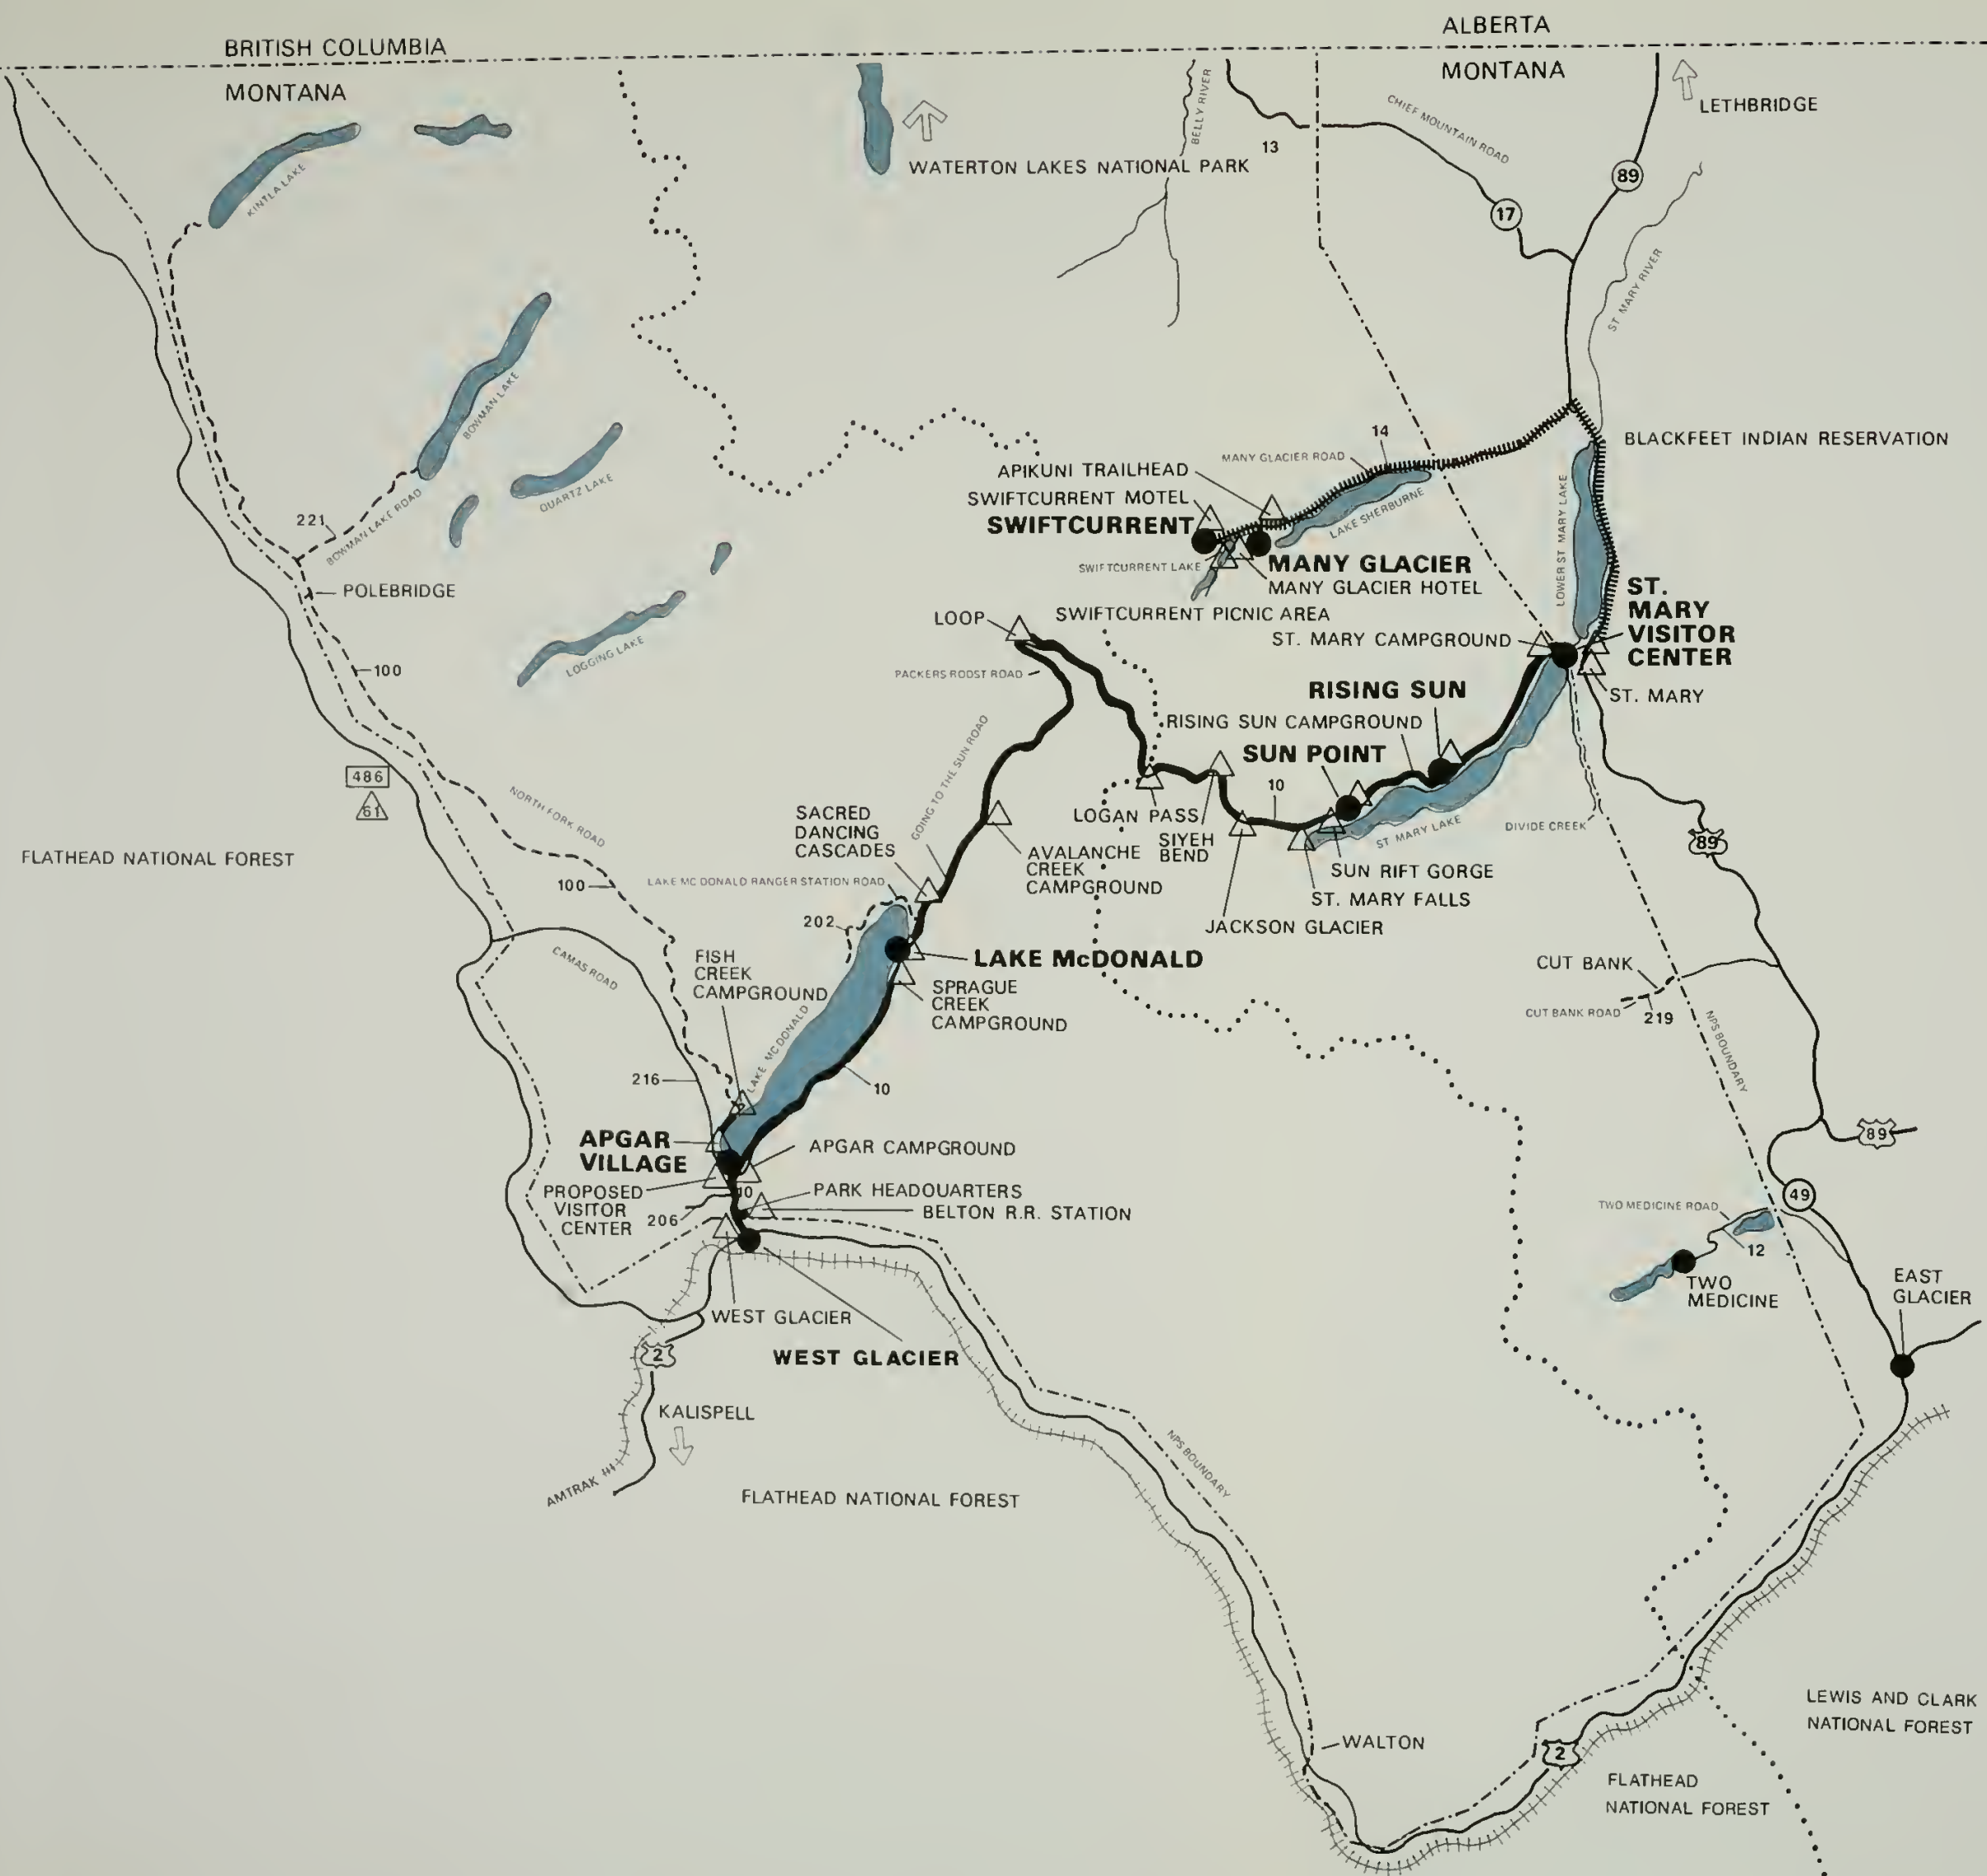 ALBERTA
BRITISH COLUMBIA
MONTANA
MONTANA
LETHBRIDGE
BELLY RIVER
CHIEF MOUNTAIN ROAD
13
WATERTON LAKES NATIONAL PARK
89
KINTLA LAKE
17
ST MARY RIVER
BOWMAN LAKE
14
BLACKFEET INDIAN RESERVATION
MANY GLACIER ROAD
APIKUNI TRAILHEAD
SWIFTCURRENT MOTEL
SWIFTCURRENT
QUARTZ LAKE
LAKE SHERBURNE
221
BOWMAN LAKE ROAD
LOWER ST MARY LAKE
SWIFTCURRENT LAKE
MANY GLACIER
MANY GLACIER HOTEL
POLEBRIDGE
SWIFTCURRENT PICNIC AREA
LOOP
ST.
MARY
VISITOR
CENTER
ST. MARY CAMPGROUND
LOGGING LAKE
100
PACKERS ROOST ROAD
RISING SUN
ST. MARY
RISING SUN CAMPGROUND
SUN POINT
486
61
NORTH FORK ROAD
GOING TO THE SUN ROAD
10
LOGAN PASS
SIYEH
BEND
ST MARY LAKE
DIVIDE CREEK
89
SACRED
DANCING
CASCADES
AVALANCHE
CREEK
CAMPGROUND
FLATHEAD NATIONAL FOREST
SUN RIFT GORGE
ST. MARY FALLS
JACKSON GLACIER
100
LAKE MC DONALD RANGER STATION ROAD
202
CAMAS ROAD
FISH
CREEK
CAMPGROUND
LAKE McDONALD
SPRAGUE
CREEK
CAMPGROUND
CUT BANK
CUT BANK ROAD
219
NPS BOUNDARY
LAKE MC DONALD
216
10
APGAR
VILLAGE
APGAR CAMPGROUND
89
PROPOSED
VISITOR
CENTER
10
PARK HEADQUARTERS
206
BELTON R.R. STATION
49
TWO MEDICINE ROAD
12
TWO
MEDICINE
EAST
GLACIER
WEST GLACIER
WEST GLACIER
2
KALISPELL
AMTRAK
FLATHEAD NATIONAL FOREST
NPS BOUNDARY
LEWIS AND CLARK
NATIONAL FOREST
WALTON
2
FLATHEAD
NATIONAL FOREST